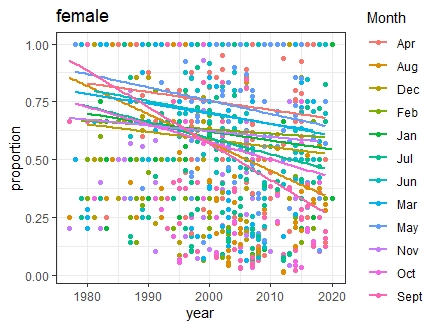 female
Month
1.00
0.75
0.50
0.25
0.00
proportion
1980
1990
2000
2010
2020
year
Apr
Aug
Dec
Feb
Jan
Jul
Jun
Mar
May
Nov
Oct
Sept